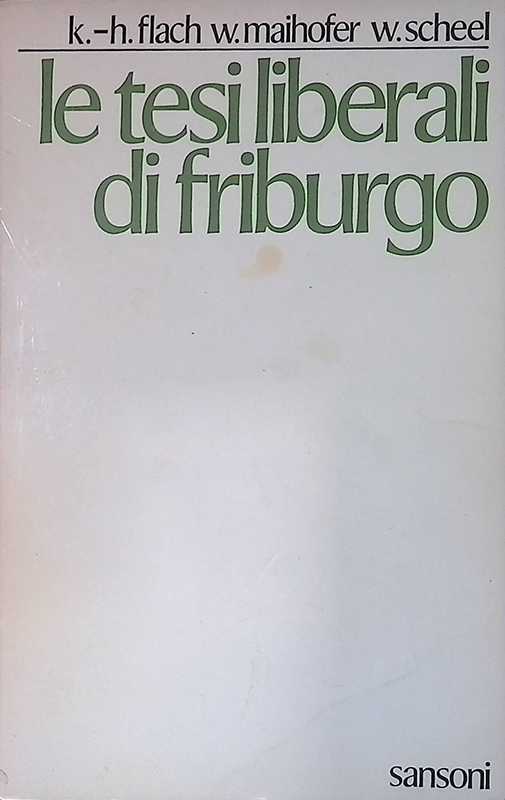 k.-h. flach w. maihofer w. scheel
le tesi liberali
di friburgo
sansoni